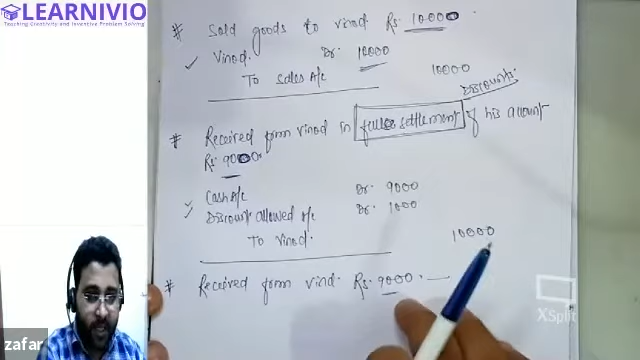 LEARNIVIO
Teaching Creativity and Inventive Problem Solving
# Sold goods to vinod Rs. 10000
✓ Vinod. Dr. 10000
To Sales A/c 10000
Discounts.
# Received from vinod in full settlement of his account
Rs. 9000.
✓ Cash A/c Dr. 9000
✓ Discount allowed A/c Dr. 1000
To Vinod. 10000
# Received from vind. Rs. 9000. —
XSplit
zafar